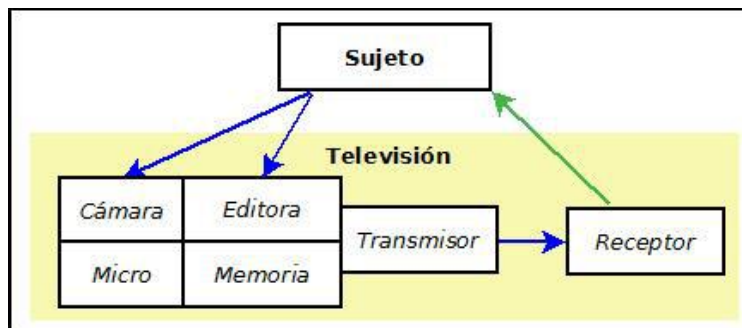 Sujeto
Televisión
Cámara
Editora
Micro
Memoria
Transmisor
Receptor